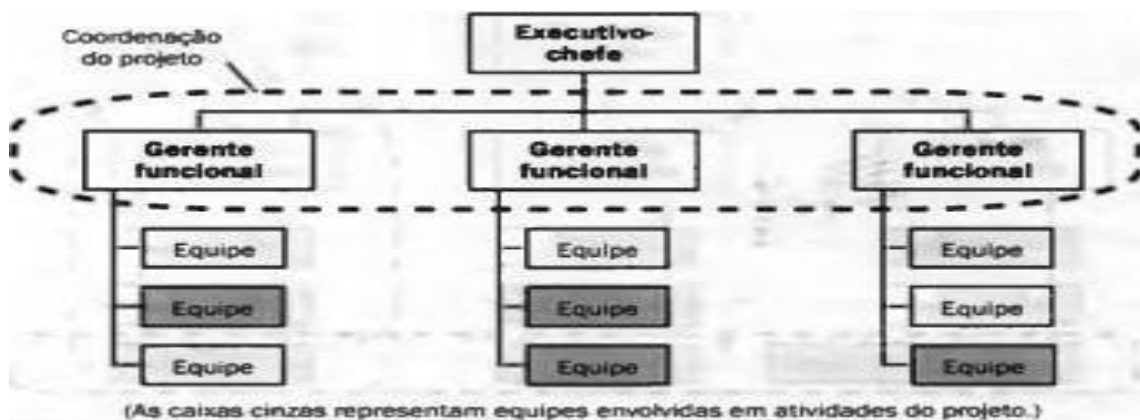 Coordenação
do projeto
Executivo-
chefe
Gerente
funcional
Gerente
funcional
Gerente
funcional
Equipe
Equipe
Equipe
Equipe
Equipe
Equipe
Equipe
Equipe
Equipe
(As caixas cinzas representam equipes envolvidas em atividades do projeto.)